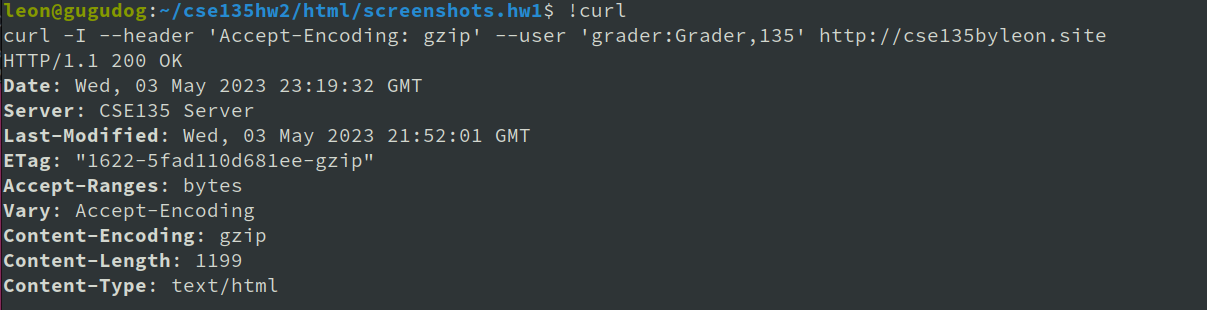 leon@gugudog:~/cse135hw2/html/screenshots.hw1$ !curl
curl -I --header 'Accept-Encoding: gzip' --user 'grader:Grader,135' http://cse135byleon.site
HTTP/1.1 200 OK
Date: Wed, 03 May 2023 23:19:32 GMT
Server: CSE135 Server
Last-Modified: Wed, 03 May 2023 21:52:01 GMT
ETag: "1622-5fad110d681ee-gzip"
Accept-Ranges: bytes
Vary: Accept-Encoding
Content-Encoding: gzip
Content-Length: 1199
Content-Type: text/html